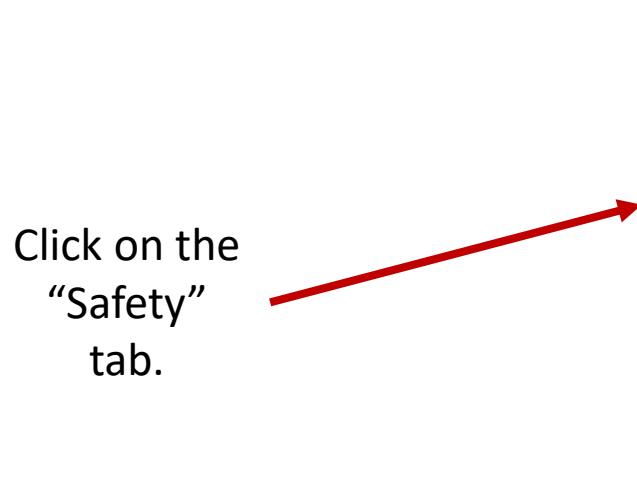 Click on the
“Safety”
tab.